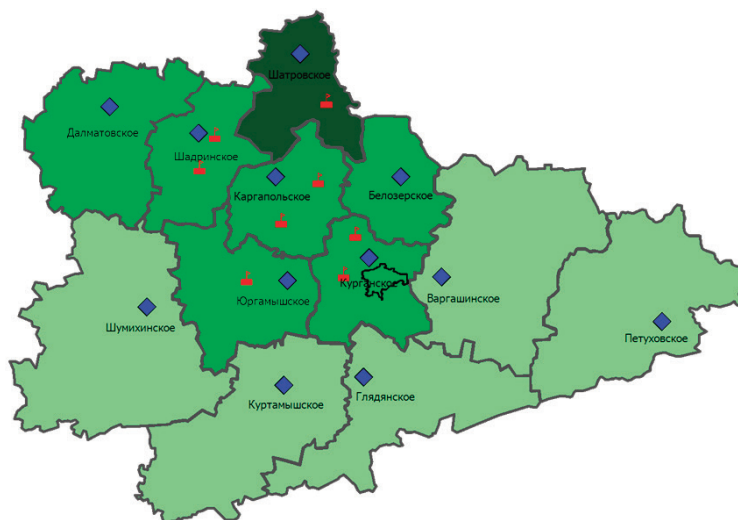 Шатровское
Далматовское
Шадринское
Каргапольское
Белозерское
Юргамышское
Курганское
Варгашинское
Шумихинское
Петуховское
Куртамышское
Глядянское